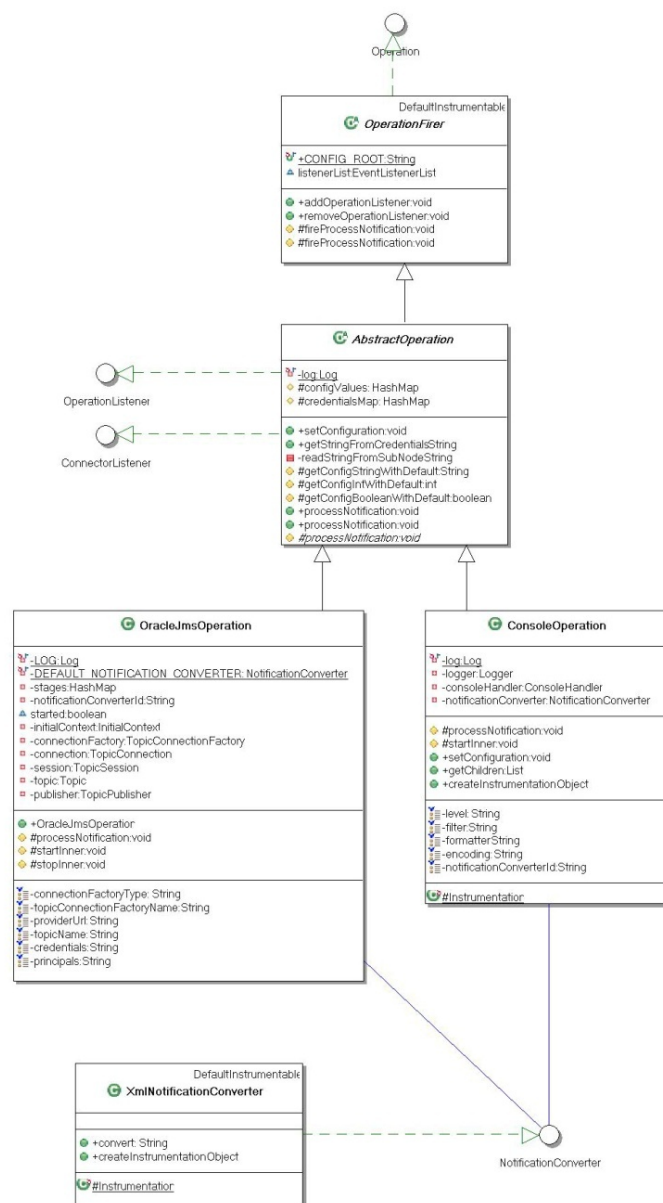 Operation
DefaultInstrumentable
OperationFirer
+CONFIG_ROOT:String
listenerList:EventListenerList
+addOperationListener:void
+removeOperationListener:void
#fireProcessNotification:void
#fireProcessNotification:void
AbstractOperation
-log:Log
#configValues: HashMap
#credentialsMap: HashMap
+setConfiguration:void
+getStringFromCredentialsString
-readStringFromSubNodeString
#getConfigStringWithDefault:String
#getConfigIntWithDefault:int
#getConfigBooleanWithDefault:boolean
+processNotification:void
+processNotification:void
#processNotification:void
OperationListener
ConnectorListener
OracleJmsOperation
-LOG:Log
-DEFAULT_NOTIFICATION_CONVERTER: NotificationConverter
-stages:HashMap
-notificationConverterId:String
started:boolean
-initialContext:InitialContext
-connectionFactory:TopicConnectionFactory
-connection:TopicConnection
-session:TopicSession
-topic:Topic
-publisher:TopicPublisher
+OracleJmsOperation
#processNotification:void
#startInner:void
#stopInner:void
-connectionFactoryType: String
-topicConnectionFactoryName:String
-providerUrl:String
-topicName:String
-credentials:String
-principals:String
ConsoleOperation
-log:Log
-logger:Logger
-consoleHandler:ConsoleHandler
-notificationConverter:NotificationConverter
#processNotification:void
#startInner:void
+setConfiguration:void
+getChildren:List
+createInstrumentationObject
-level: String
-filter:String
-formatterString
-encoding:String
-notificationConverterId:String
#Instrumentation
DefaultInstrumentable
XmlNotificationConverter
+convert: String
+createInstrumentationObject
#Instrumentation
NotificationConverter